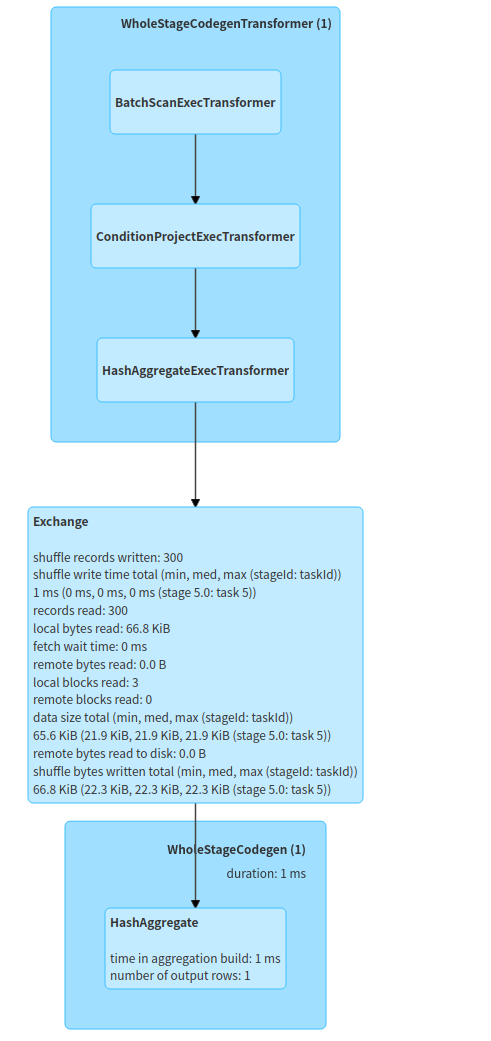 WholeStageCodegenTransformer (1)
BatchScanExecTransformer
ConditionProjectExecTransformer
HashAggregateExecTransformer
Exchange
shuffle records written: 300
shuffle write time total (min, med, max (stageId: taskId))
1 ms (0 ms, 0 ms, 0 ms (stage 5.0: task 5))
records read: 300
local bytes read: 66.8 KiB
fetch wait time: 0 ms
remote bytes read: 0.0 B
local blocks read: 3
remote blocks read: 0
data size total (min, med, max (stageId: taskId))
65.6 KiB (21.9 KiB, 21.9 KiB, 21.9 KiB (stage 5.0: task 5))
remote bytes read to disk: 0.0 B
shuffle bytes written total (min, med, max (stageId: taskId))
66.8 KiB (22.3 KiB, 22.3 KiB, 22.3 KiB (stage 5.0: task 5))
WholeStageCodegen (1)
duration: 1 ms
HashAggregate
time in aggregation build: 1 ms
number of output rows: 1